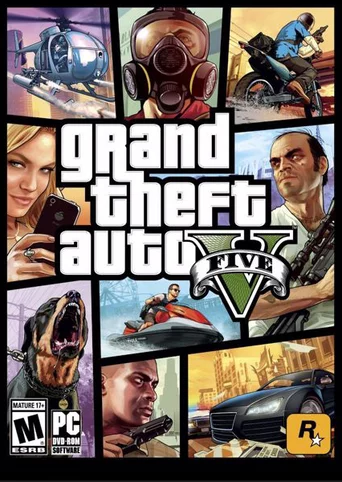 grand
theft
auto V
FIVE
MATURE 17+
M
ESRB
PC
DVD-ROM
SOFTWARE
R